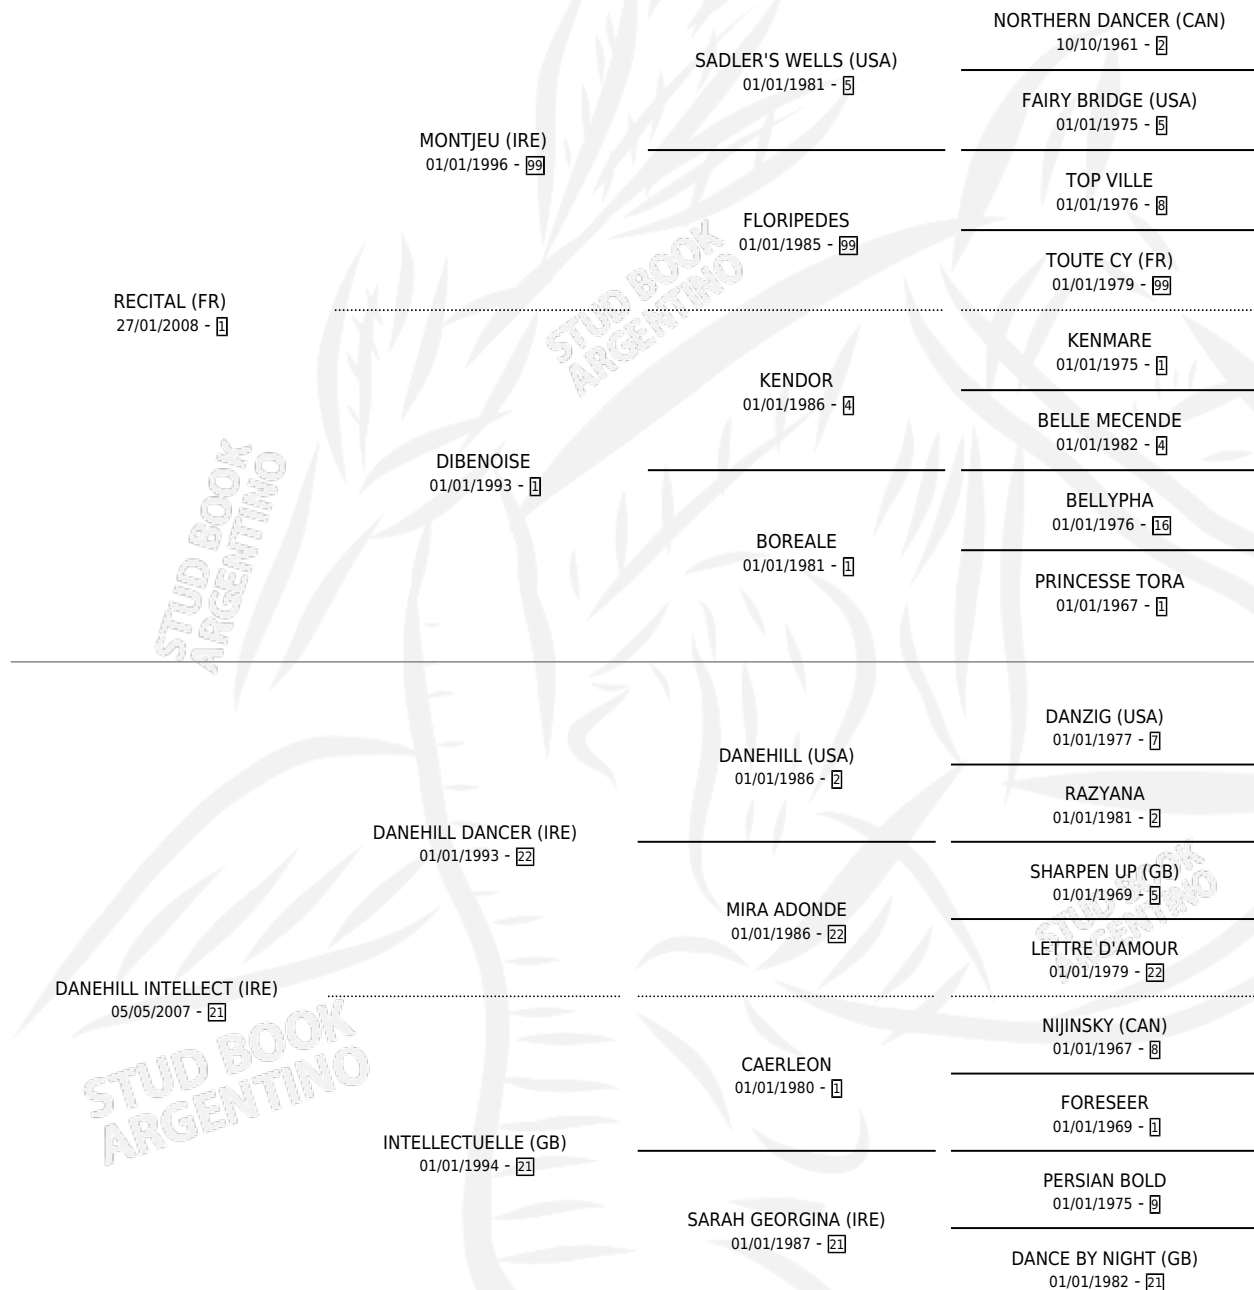 NORTHERN DANCER (CAN)
10/10/1961 - 2
SADLER'S WELLS (USA)
01/01/1981 - 5
FAIRY BRIDGE (USA)
01/01/1975 - 5
MONTJEU (IRE)
01/01/1996 - 99
TOP VILLE
01/01/1976 - 8
FLORIPEDES
01/01/1985 - 99
TOUTE CY (FR)
01/01/1979 - 99
RECITAL (FR)
27/01/2008 - 1
KENMARE
01/01/1975 - 1
KENDOR
01/01/1986 - 4
BELLE MECENDE
01/01/1982 - 4
DIBENOISE
01/01/1993 - 1
BELLYPHA
01/01/1976 - 16
BOREALE
01/01/1981 - 1
PRINCESSE TORA
01/01/1967 - 1
STUD BOOK
ARGENTINO
STUD BOOK
ARGENTINO
DANZIG (USA)
01/01/1977 - 7
DANEHILL (USA)
01/01/1986 - 2
RAZYANA
01/01/1981 - 2
DANEHILL DANCER (IRE)
01/01/1993 - 22
SHARPEN UP (GB)
01/01/1969 - 5
MIRA ADONDE
01/01/1986 - 22
LETTRE D'AMOUR
01/01/1979 - 22
STUD BOOK
ARGENTINO
DANEHILL INTELLECT (IRE)
05/05/2007 - 21
NIJINSKY (CAN)
01/01/1967 - 8
CAERLEON
01/01/1980 - 1
FORESEER
01/01/1969 - 1
STUD BOOK
ARGENTINO
INTELLECTUELLE (GB)
01/01/1994 - 21
PERSIAN BOLD
01/01/1975 - 9
SARAH GEORGINA (IRE)
01/01/1987 - 21
DANCE BY NIGHT (GB)
01/01/1982 - 21